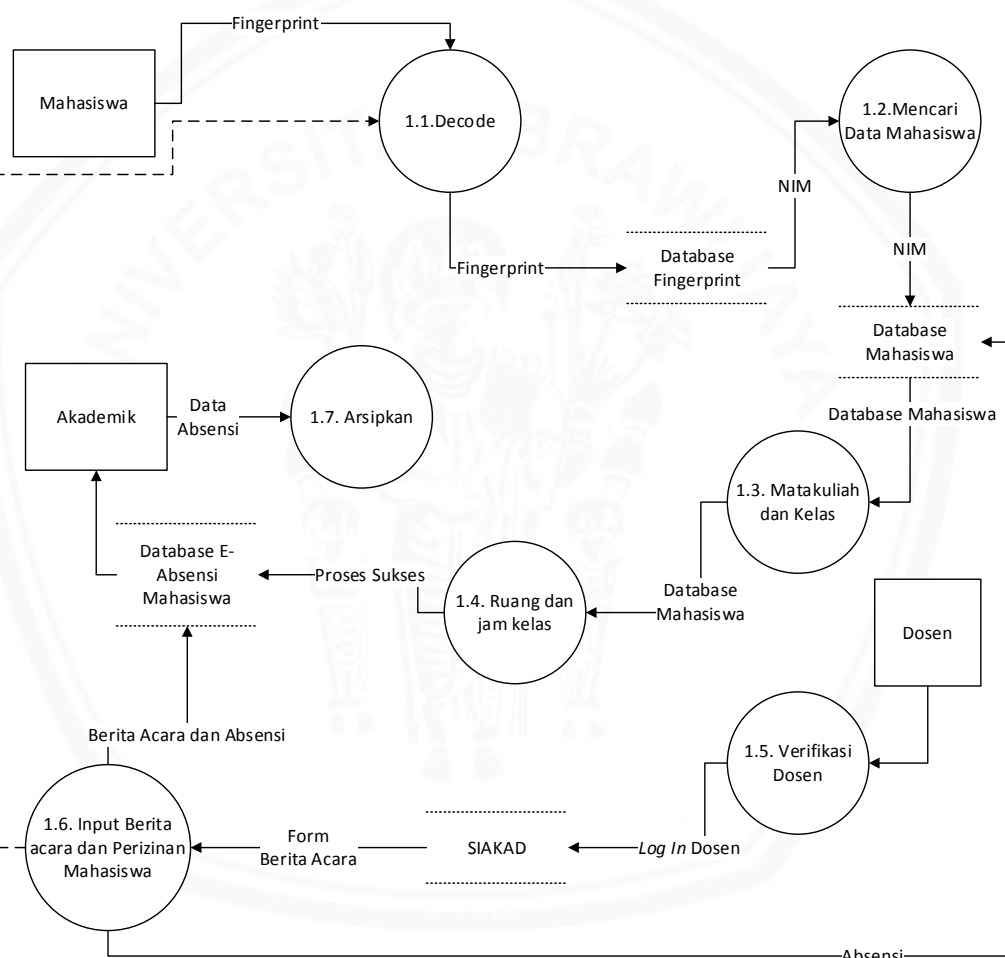 Fingerprint
Mahasiswa
1.1.Decode
1.2.Mencari
Data Mahasiswa
NIM
Fingerprint
Database
Fingerprint
NIM
Database
Mahasiswa
Database Mahasiswa
Akademik
Data
Absensi
1.7. Arsipkan
1.3. Matakuliah
dan Kelas
Database E-
Absensi
Mahasiswa
Proses Sukses
1.4. Ruang dan
jam kelas
Database
Mahasiswa
Dosen
Berita Acara dan Absensi
1.5. Verifikasi
Dosen
1.6. Input Berita
acara dan Perizinan
Mahasiswa
Form
Berita Acara
SIAKAD
Log In Dosen
Absensi
UNIVERSITAS BRAWIJAYA